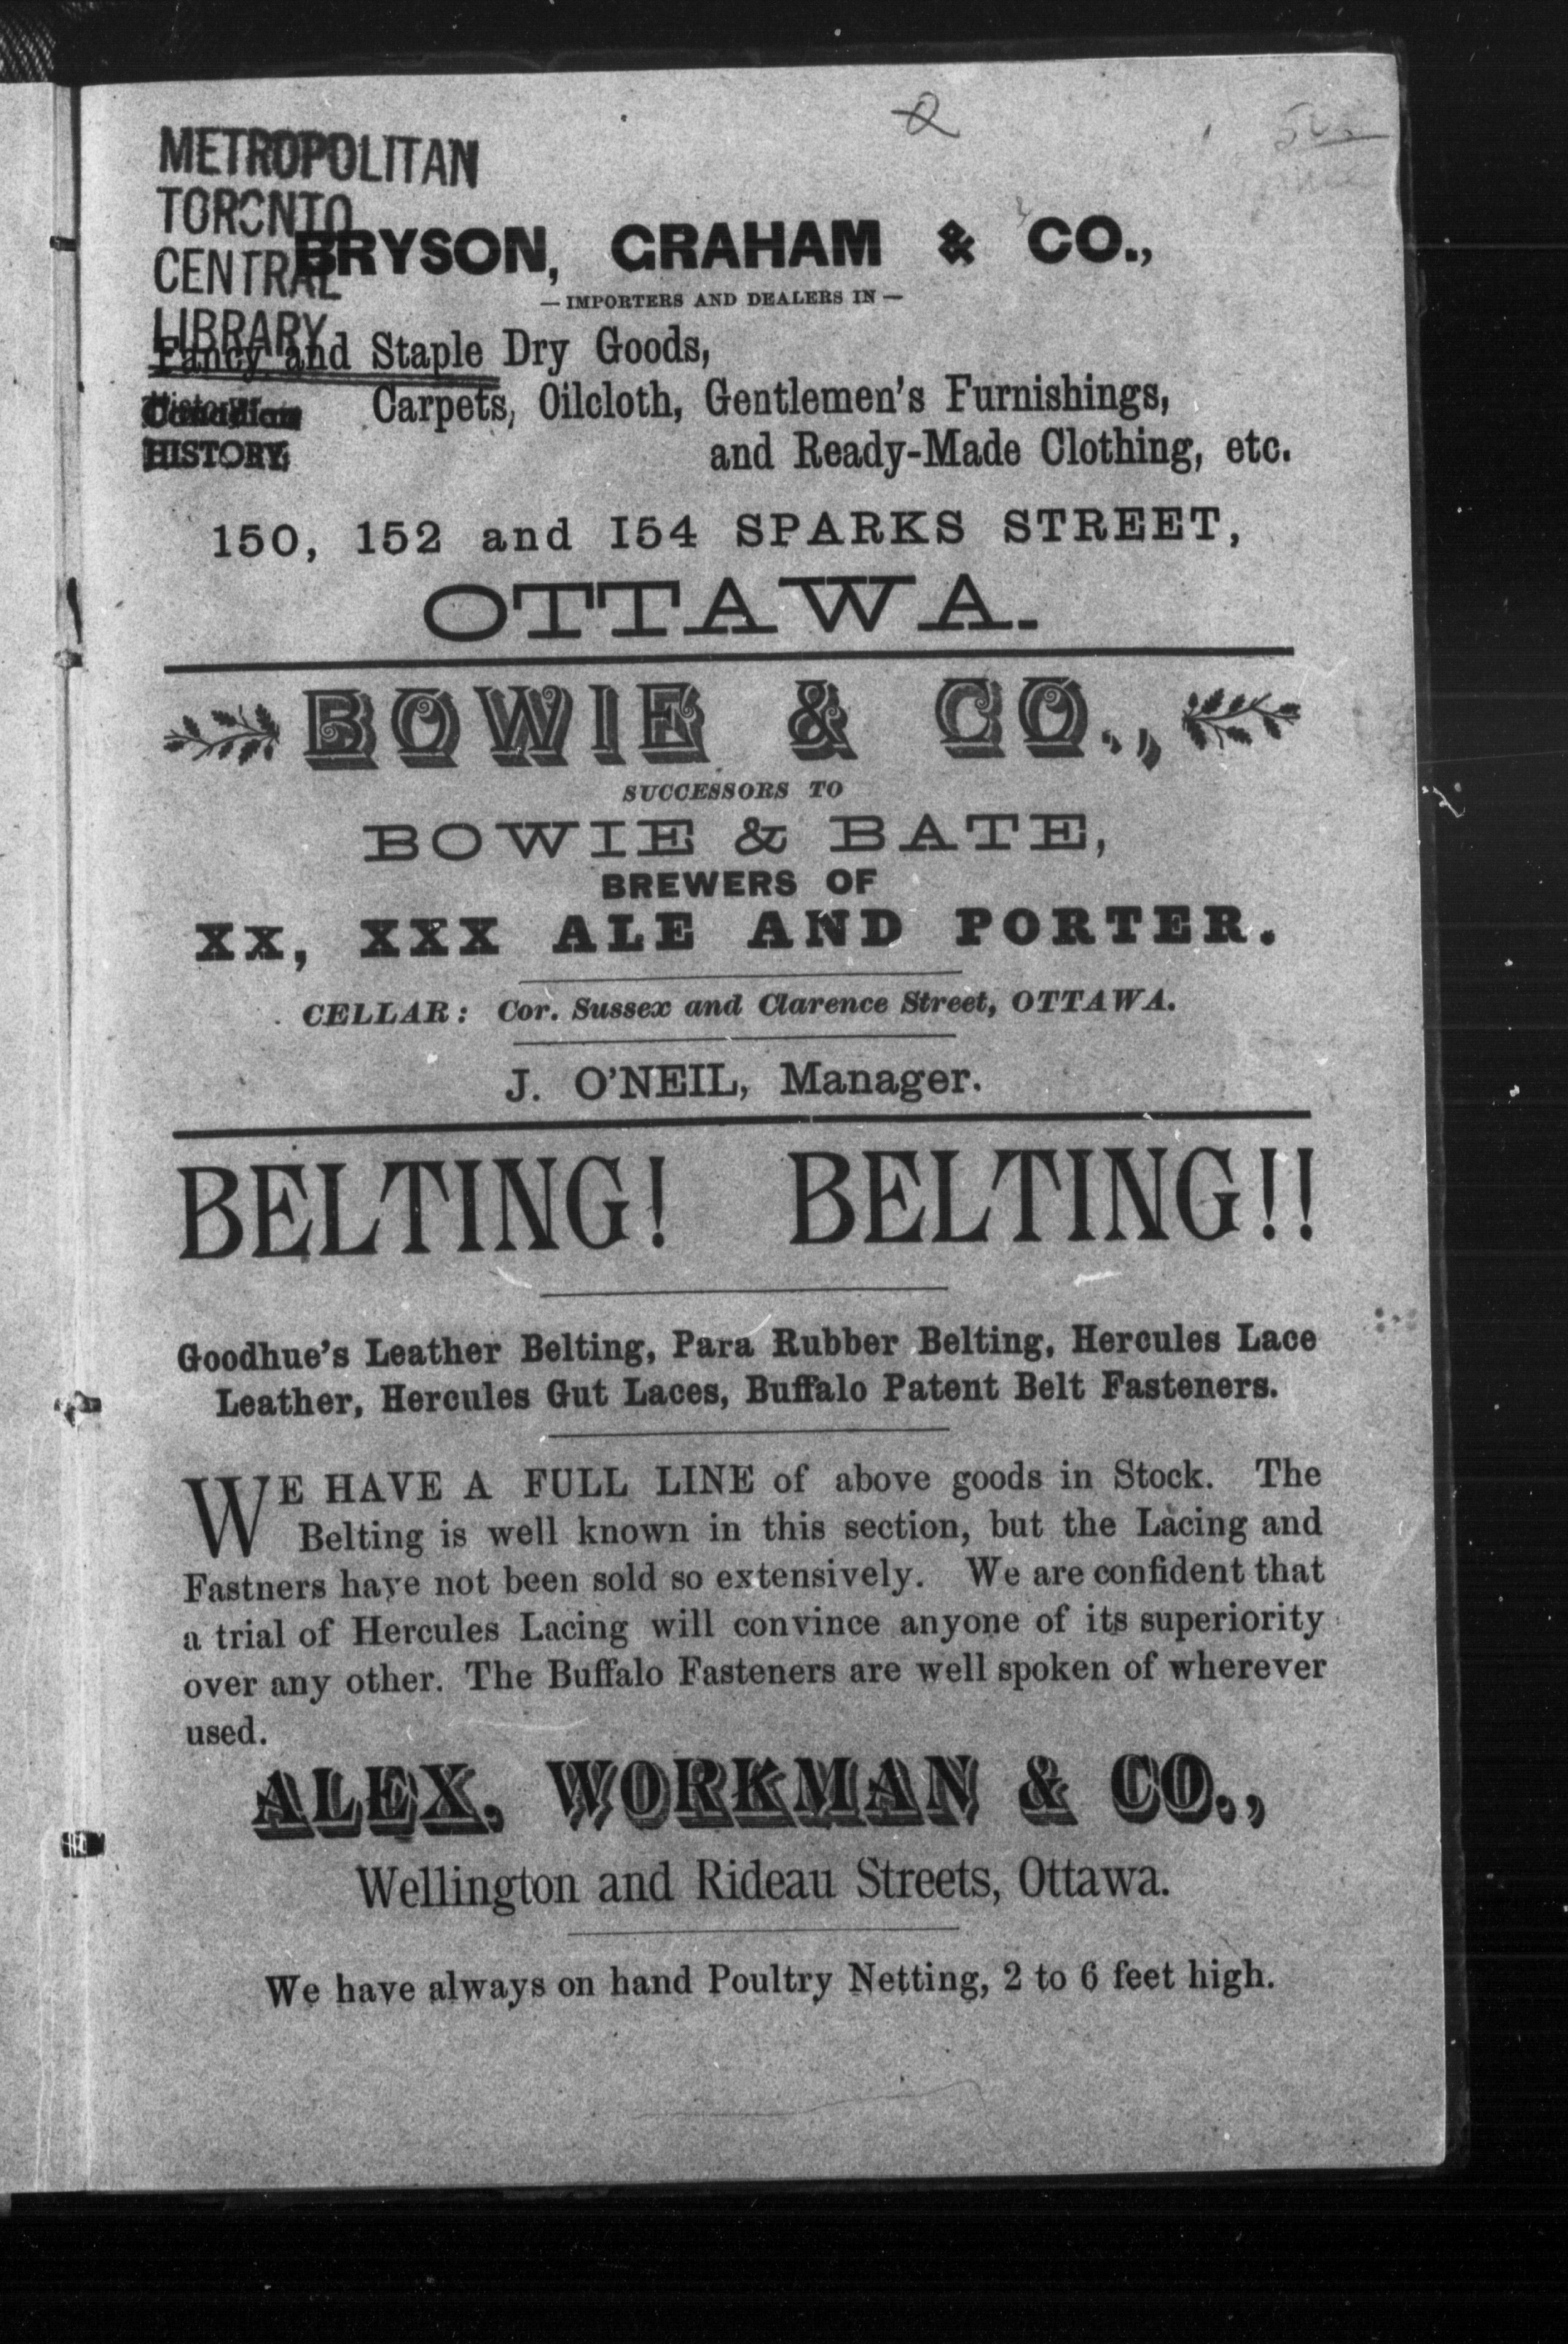 METROPOLITAN
TORONTO
CENTRAL
LIBRARY
HISTORY
BRYSON, GRAHAM & CO.,
— IMPORTERS AND DEALERS IN —
Fancy and Staple Dry Goods,
Carpets, Oilcloth, Gentlemen's Furnishings,
and Ready-Made Clothing, etc.
150, 152 and 154 SPARKS STREET,
OTTAWA.
BOWIE & CO.,
SUCCESSORS TO
BOWIE & BATE,
BREWERS OF
XX, XXX ALE AND PORTER.
CELLAR: Cor. Sussex and Clarence Street, OTTAWA.
J. O'NEIL, Manager.
BELTING! BELTING!!
Goodhue's Leather Belting, Para Rubber Belting, Hercules Lace
Leather, Hercules Gut Laces, Buffalo Patent Belt Fasteners.
WE HAVE A FULL LINE of above goods in Stock. The
Belting is well known in this section, but the Lacing and
Fastners have not been sold so extensively. We are confident that
a trial of Hercules Lacing will convince anyone of its superiority
over any other. The Buffalo Fasteners are well spoken of wherever
used.
ALEX. WORKMAN & CO.,
Wellington and Rideau Streets, Ottawa.
We have always on hand Poultry Netting, 2 to 6 feet high.